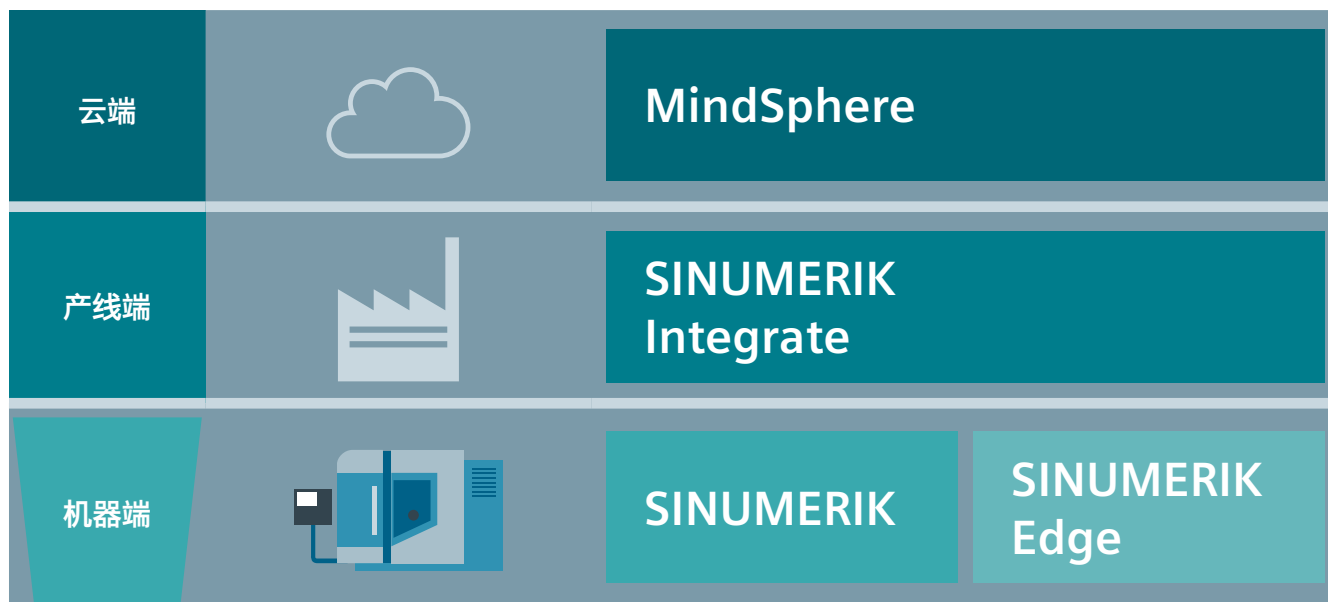 云端
MindSphere
产线端
SINUMERIK
Integrate
机器端
SINUMERIK
SINUMERIK
Edge